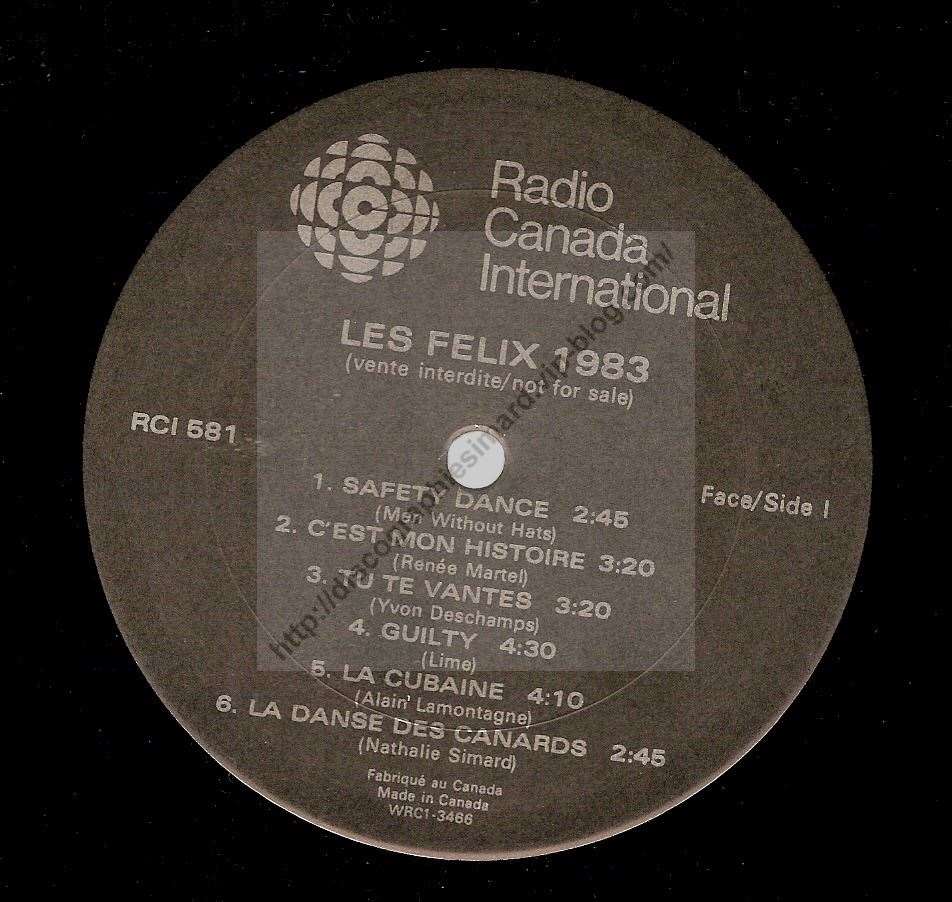 Radio
Canada
International
LES FELIX 1983
(vente interdite/not for sale)
RCI 581
Face/Side I
1. SAFETY DANCE 2:45
(Men Without Hats)
2. C'EST MON HISTOIRE 3:20
(Renée Martel)
3. TU TE VANTES 3:20
(Yvon Deschamps)
4. GUILTY 4:30
(Lime)
5. LA CUBAINE 4:10
(Alain Lamontagne)
6. LA DANSE DES CANARDS 2:45
(Nathalie Simard)
Fabriqué au Canada
Made in Canada
WRC1-3466